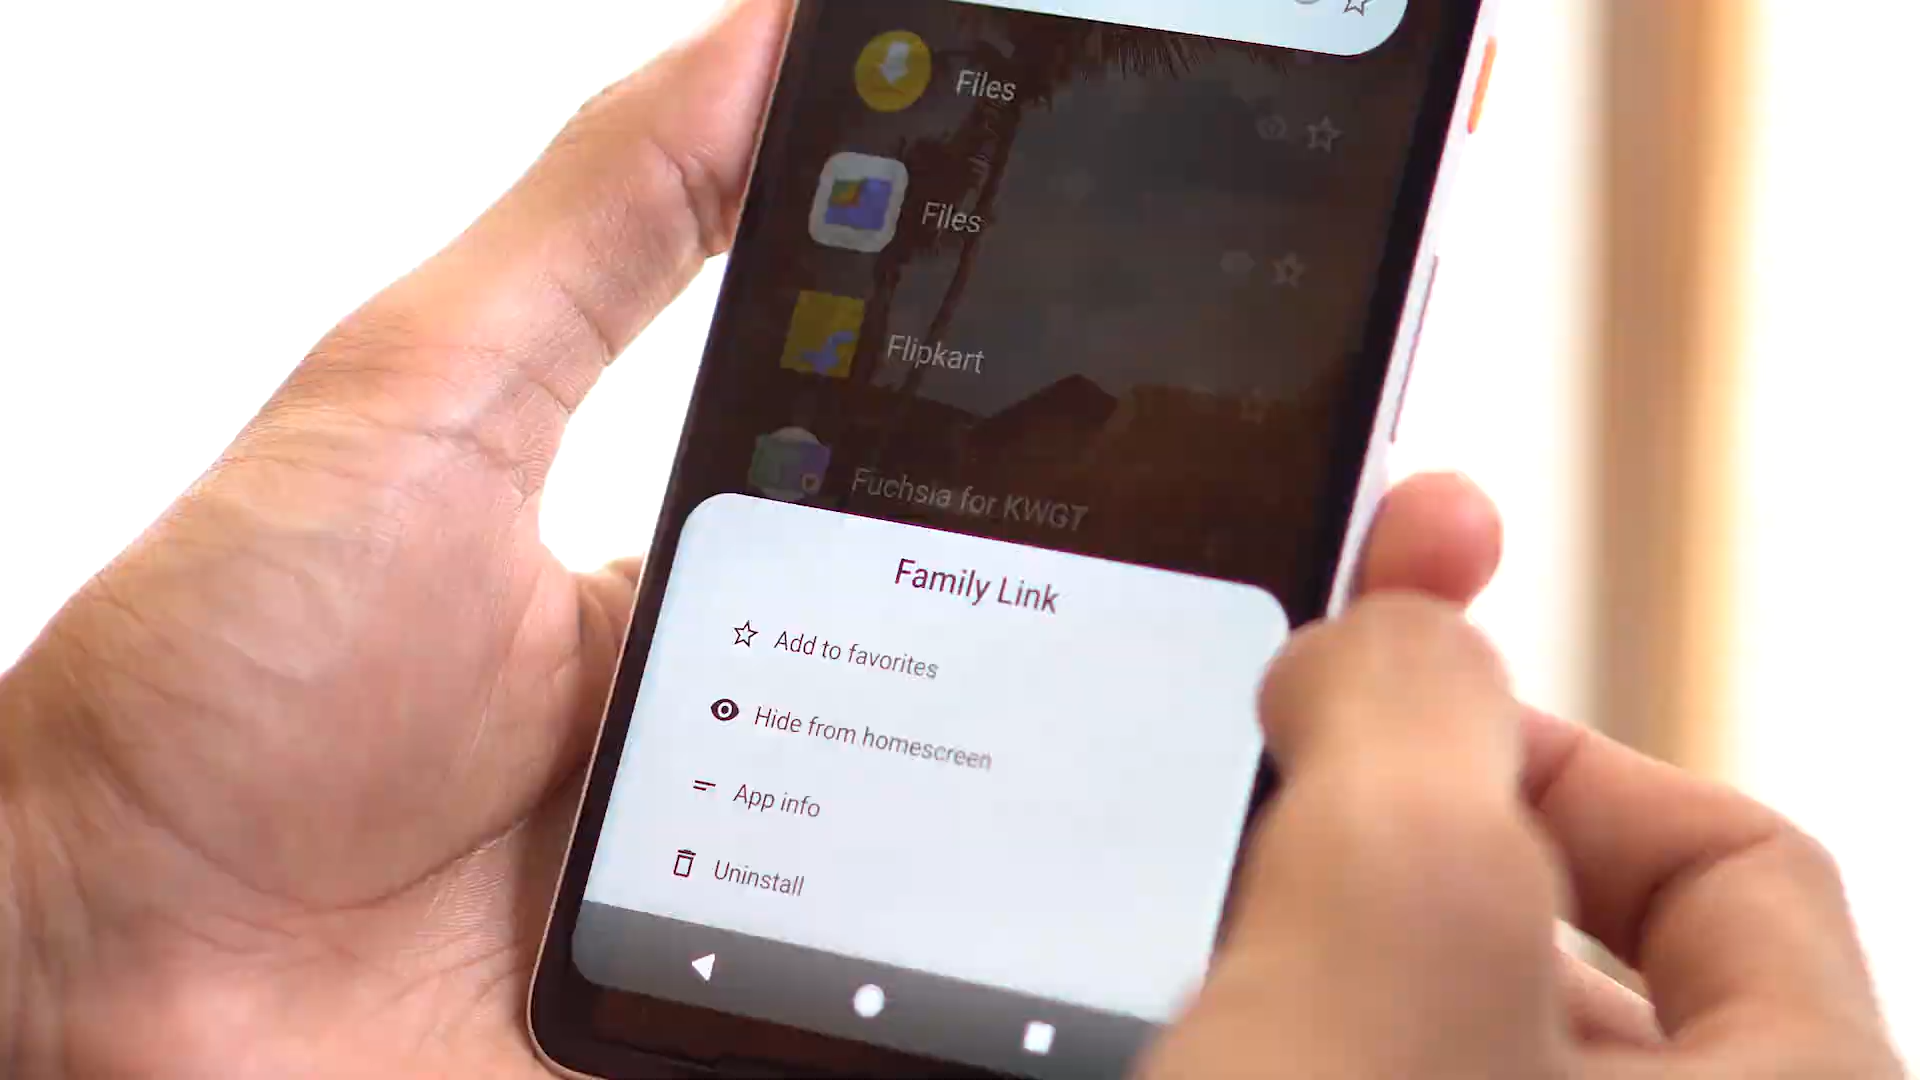 Files
Files
Flipkart
Fuchsia for KWGT
Family Link
Add to favorites
Hide from homescreen
App info
Uninstall